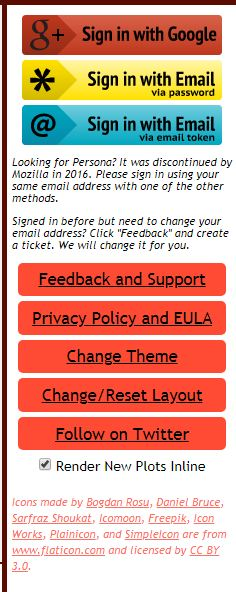 g+ Sign in with Google
* Sign in with Email
via password
@ Sign in with Email
via email token
Looking for Persona? It was discontinued by
Mozilla in 2016. Please sign in using your
same email address with one of the other
methods.
Signed in before but need to change your
email address? Click "Feedback" and create
a ticket. We will change it for you.
Feedback and Support
Privacy Policy and EULA
Change Theme
Change/Reset Layout
Follow on Twitter
Render New Plots Inline
Icons made by Bogdan Rosu, Daniel Bruce,
Sarfraz Shoukat, Icomoon, Freepik, Icon
Works, Plainicon, and SimpleIcon are from
www.flaticon.com and licensed by CC BY
3.0.